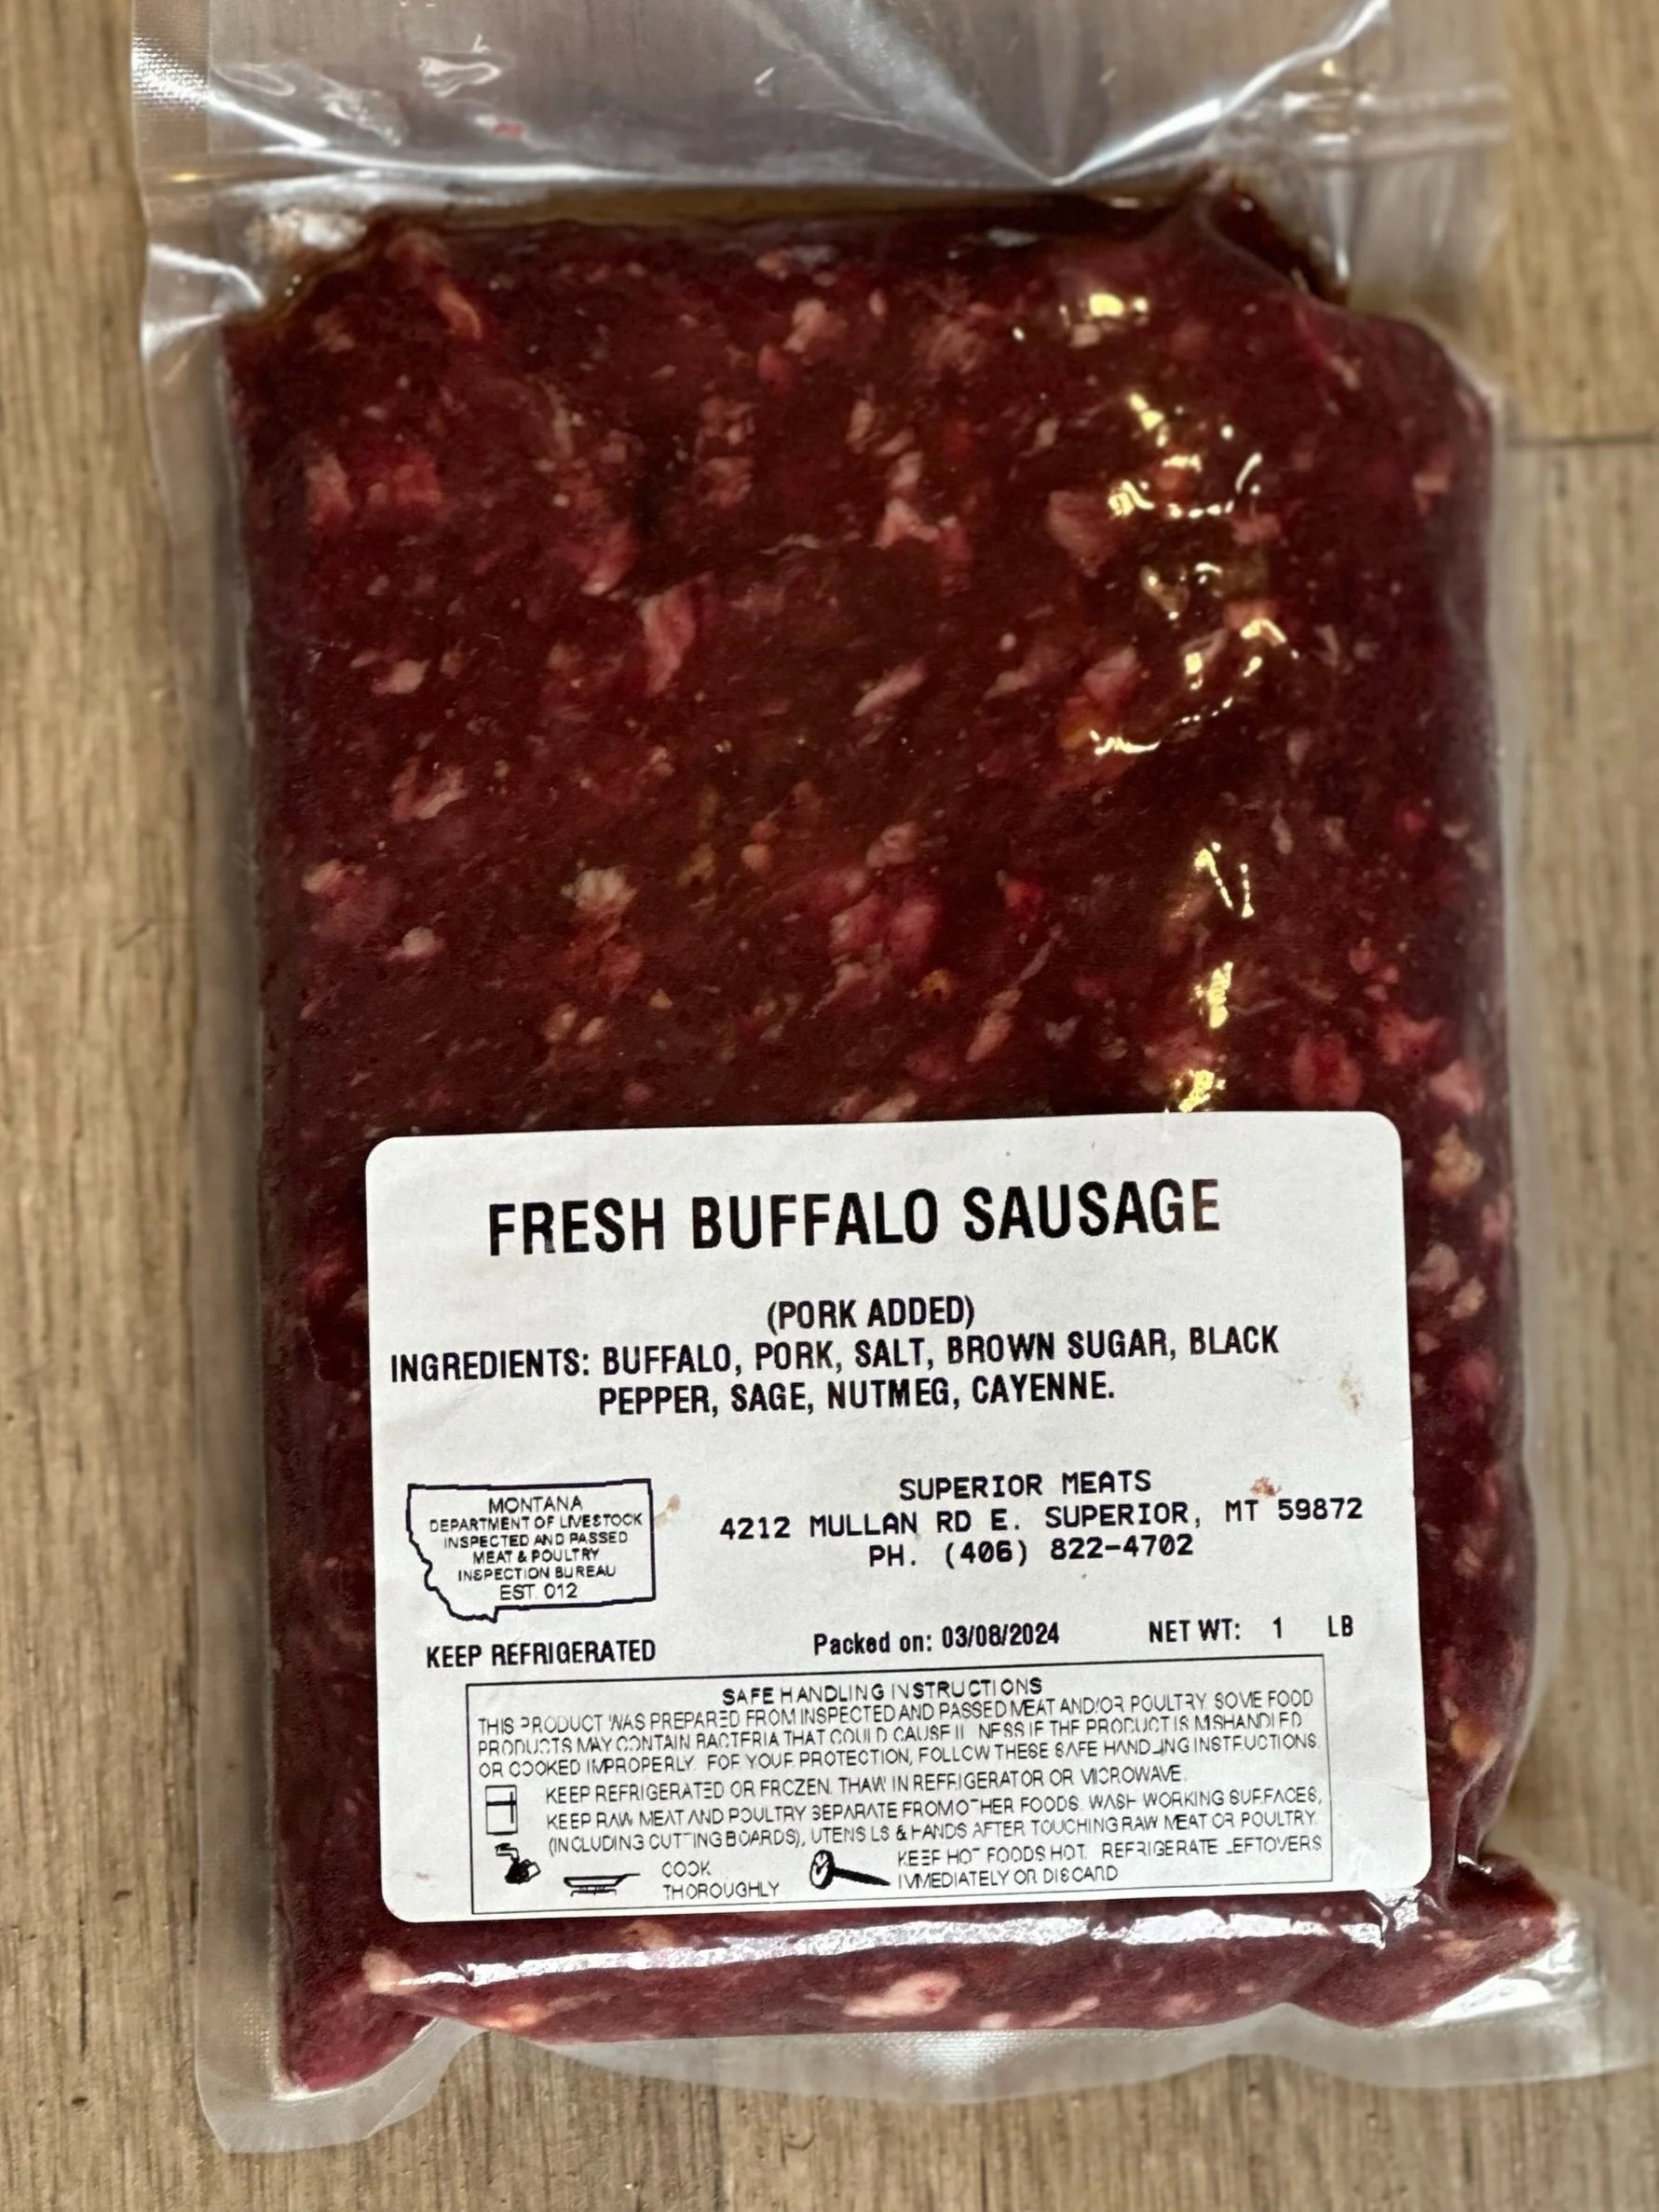 FRESH BUFFALO SAUSAGE
(PORK ADDED)
INGREDIENTS: BUFFALO, PORK, SALT, BROWN SUGAR, BLACK
PEPPER, SAGE, NUTMEG, CAYENNE.
MONTANA
DEPARTMENT OF LIVESTOCK
INSPECTED AND PASSED
MEAT & POULTRY
INSPECTION BUREAU
EST. 012
SUPERIOR MEATS
4212 MULLAN RD E. SUPERIOR, MT 59872
PH. (406) 822-4702
KEEP REFRIGERATED
Packed on: 03/08/2024
NET WT: 1 LB
SAFE HANDLING INSTRUCTIONS
THIS PRODUCT WAS PREPARED FROM INSPECTED AND PASSED MEAT AND/OR POULTRY. SOME FOOD
PRODUCTS MAY CONTAIN BACTERIA THAT COULD CAUSE ILLNESS IF THE PRODUCT IS MISHANDLED
OR COOKED IMPROPERLY. FOR YOUR PROTECTION, FOLLOW THESE SAFE HANDLING INSTRUCTIONS.
KEEP REFRIGERATED OR FROZEN. THAW IN REFRIGERATOR OR MICROWAVE.
KEEP RAW MEAT AND POULTRY SEPARATE FROM OTHER FOODS. WASH WORKING SURFACES,
(INCLUDING CUTTING BOARDS), UTENSILS & HANDS AFTER TOUCHING RAW MEAT OR POULTRY.
COOK
THOROUGHLY
KEEP HOT FOODS HOT. REFRIGERATE LEFTOVERS
IMMEDIATELY OR DISCARD